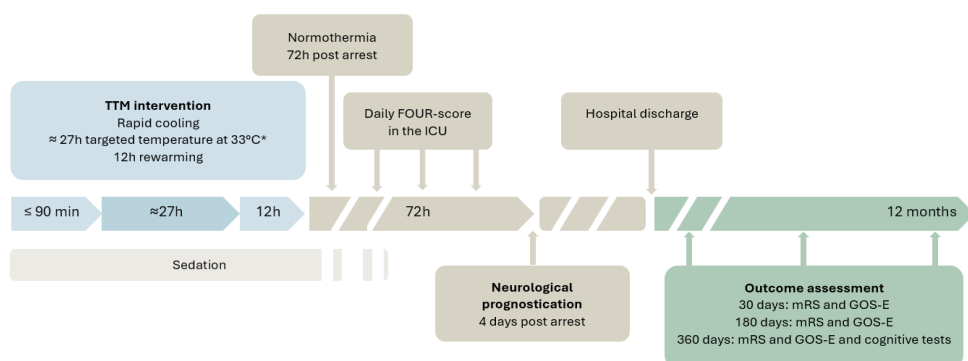 Normothermia
72h post arrest
TTM intervention
Rapid cooling
≈ 27h targeted temperature at 33°C*
12h rewarming
Daily FOUR-score
in the ICU
Hospital discharge
≤ 90 min
≈27h
12h
72h
12 months
Sedation
Neurological
prognostication
4 days post arrest
Outcome assessment
30 days: mRS and GOS-E
180 days: mRS and GOS-E
360 days: mRS and GOS-E and cognitive tests